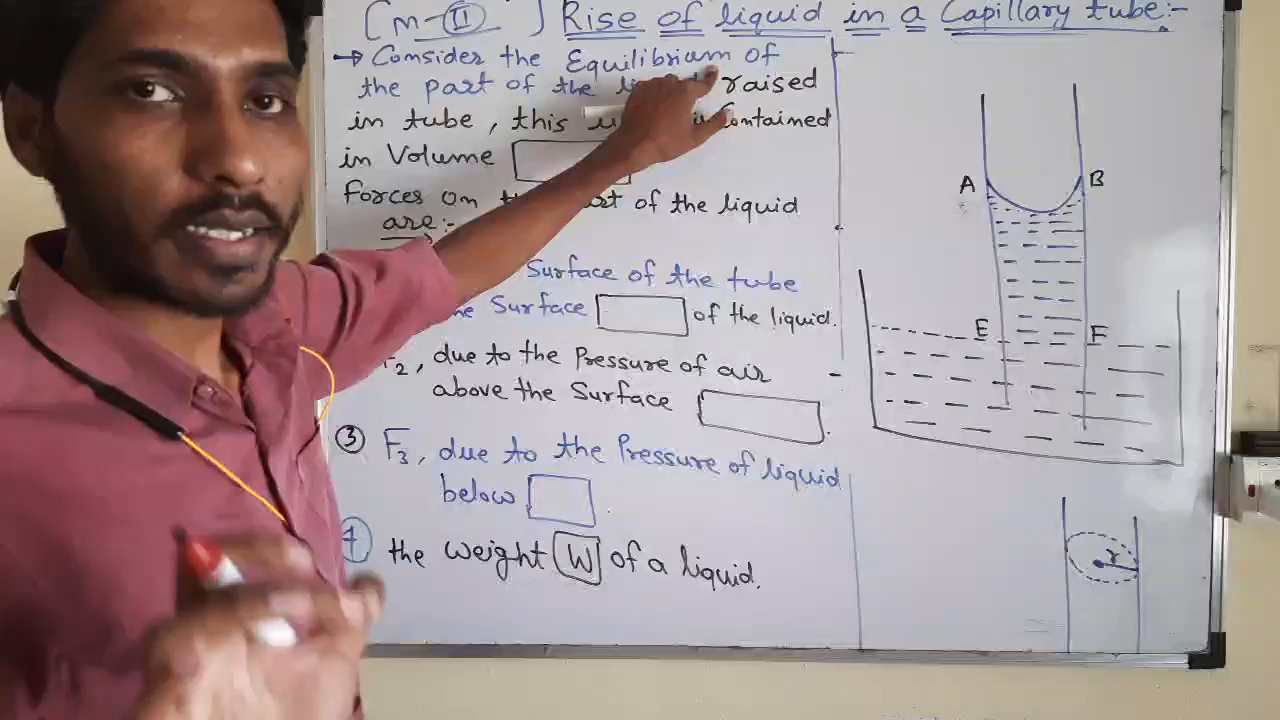 [M-II] Rise of liquid in a Capillary tube:-
→ Consider the Equilibrium of
the part of the raised
in tube, this Contained
in Volume
forces on of the liquid
are:-
Surface of the tube
Surface of the liquid.
2, due to the Pressure of air
above the Surface .
③ F3, due to the Pressure of liquid
below .
the weight W of a liquid.
A B
E F
r